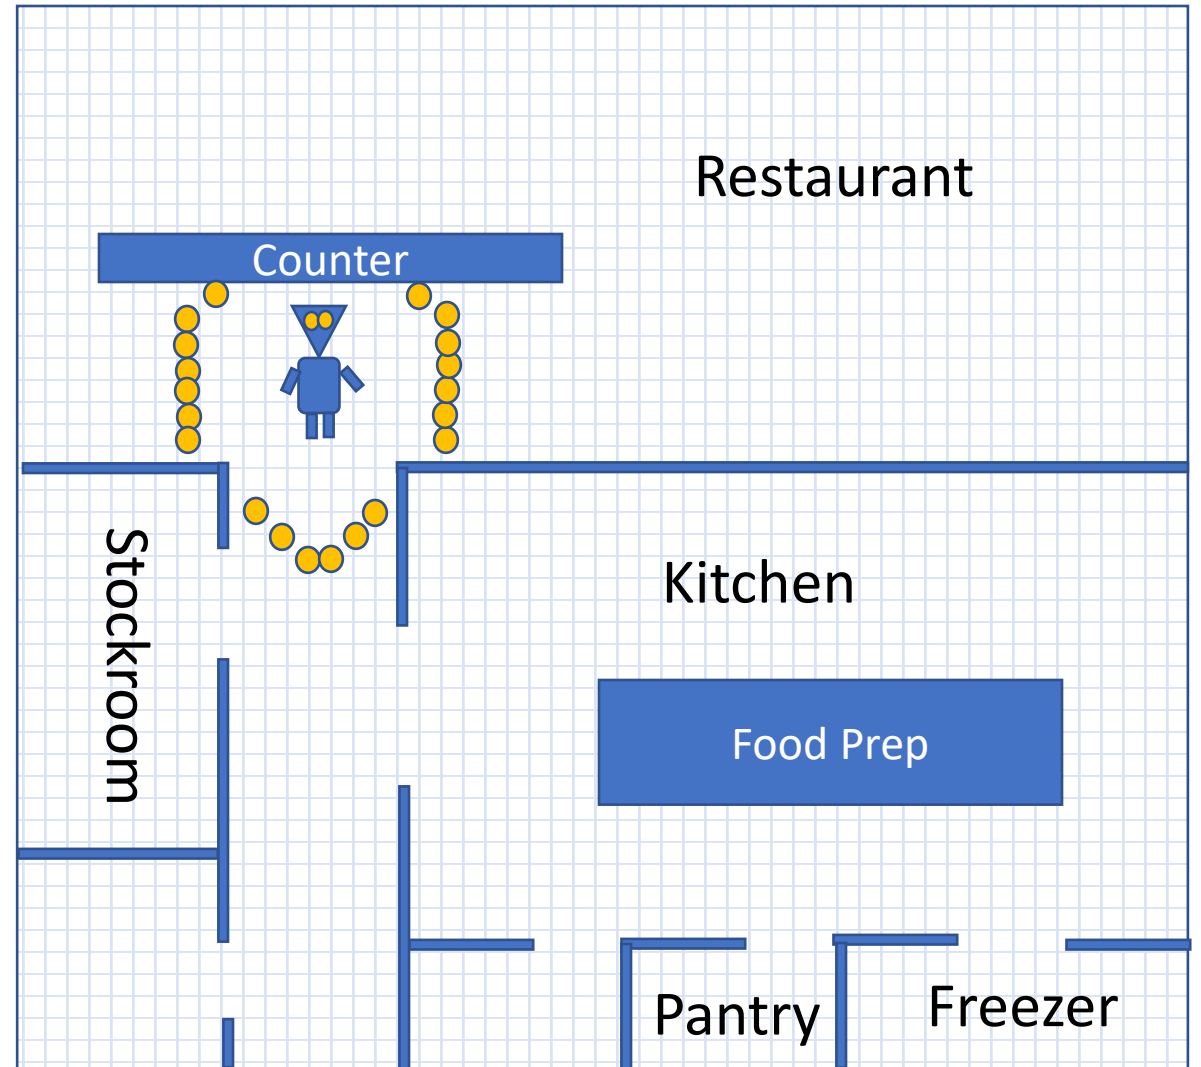 Restaurant
Counter
Stockroom
Kitchen
Food Prep
Pantry
Freezer